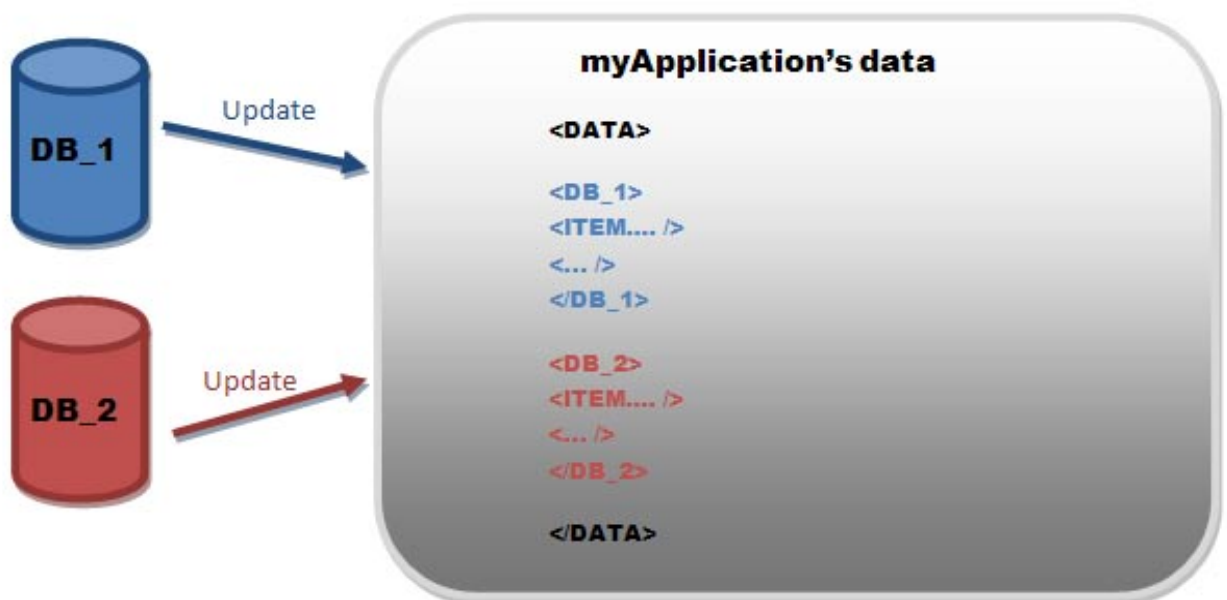 DB_1
Update
DB_2
Update
myApplication's data
<DATA>
<DB_1>
<ITEM.... />
<... />
</DB_1>
<DB_2>
<ITEM.... />
<... />
</DB_2>
</DATA>